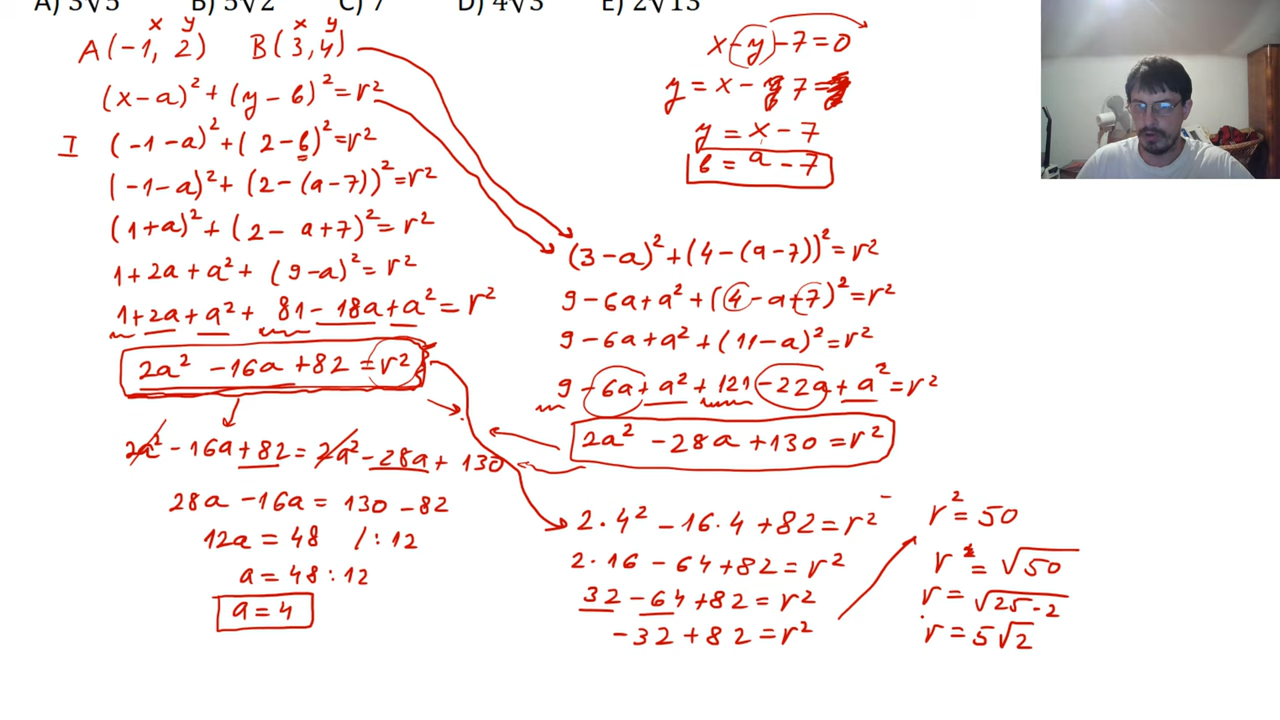 A) 3√5 B) 5√2 C) 7 D) 4√3 E) 2√13
x y x y
A(-1, 2) B(3, 4)
(x-a)² + (y-b)² = r²
I (-1-a)² + (2-b)² = r²
(-1-a)² + (2-(a-7))² = r²
(1+a)² + (2-a+7)² = r²
1+2a+a² + (9-a)² = r²
1+2a+a²+ 81-18a+a² = r²
2a² -16a +82 = r²
2a² -16a+82 = 2a² -28a + 130
28a -16a = 130 -82
12a = 48 /:12
a = 48:12
a = 4
x-y-7=0
y = x - 7 =
y = x - 7
b = a - 7
(3-a)² + (4-(a-7))² = r²
9-6a+a² + (4-a+7)² = r²
9-6a+a² + (11-a)² = r²
9-6a+a²+121-22a+a² = r²
2a² -28a +130 = r²
2·4² -16·4 +82 = r²
2·16 -64+82 = r²
32-64+82 = r²
-32+82 = r²
r² = 50
r = √50
r = √25·2
r = 5√2